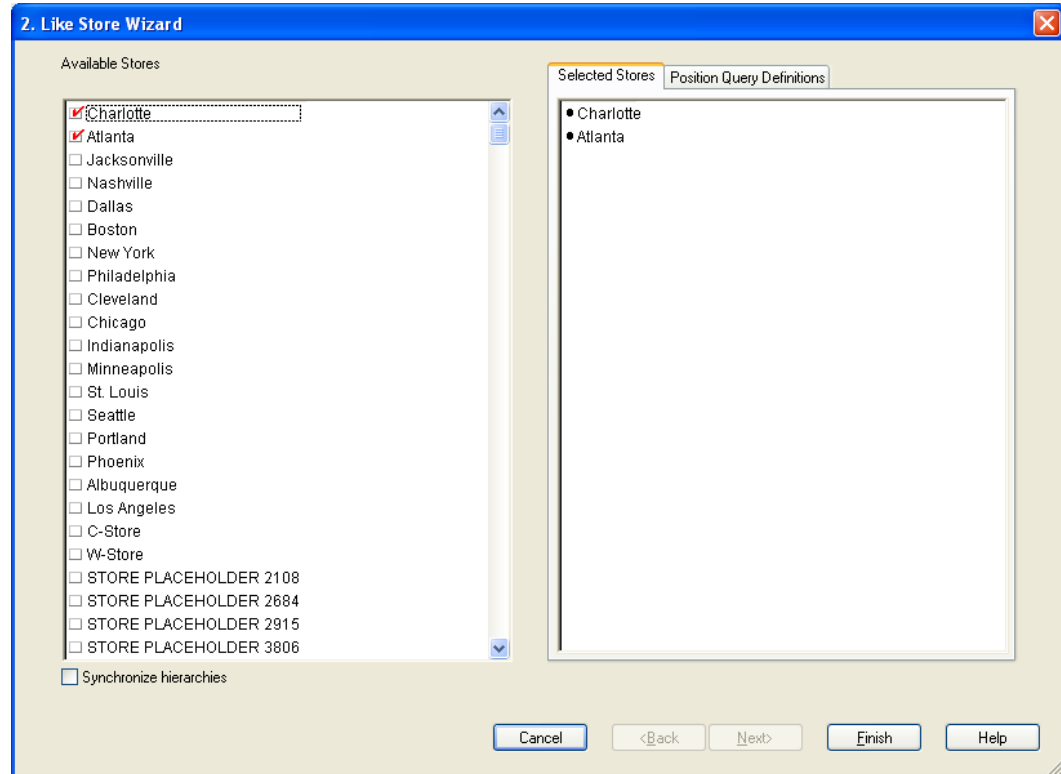 2. Like Store Wizard
Available Stores
Charlotte
Atlanta
Jacksonville
Nashville
Dallas
Boston
New York
Philadelphia
Cleveland
Chicago
Indianapolis
Minneapolis
St. Louis
Seattle
Portland
Phoenix
Albuquerque
Los Angeles
C-Store
W-Store
STORE PLACEHOLDER 2108
STORE PLACEHOLDER 2684
STORE PLACEHOLDER 2915
STORE PLACEHOLDER 3806
Synchronize hierarchies
Selected Stores Position Query Definitions
• Charlotte
• Atlanta
Cancel <Back Next> Finish Help